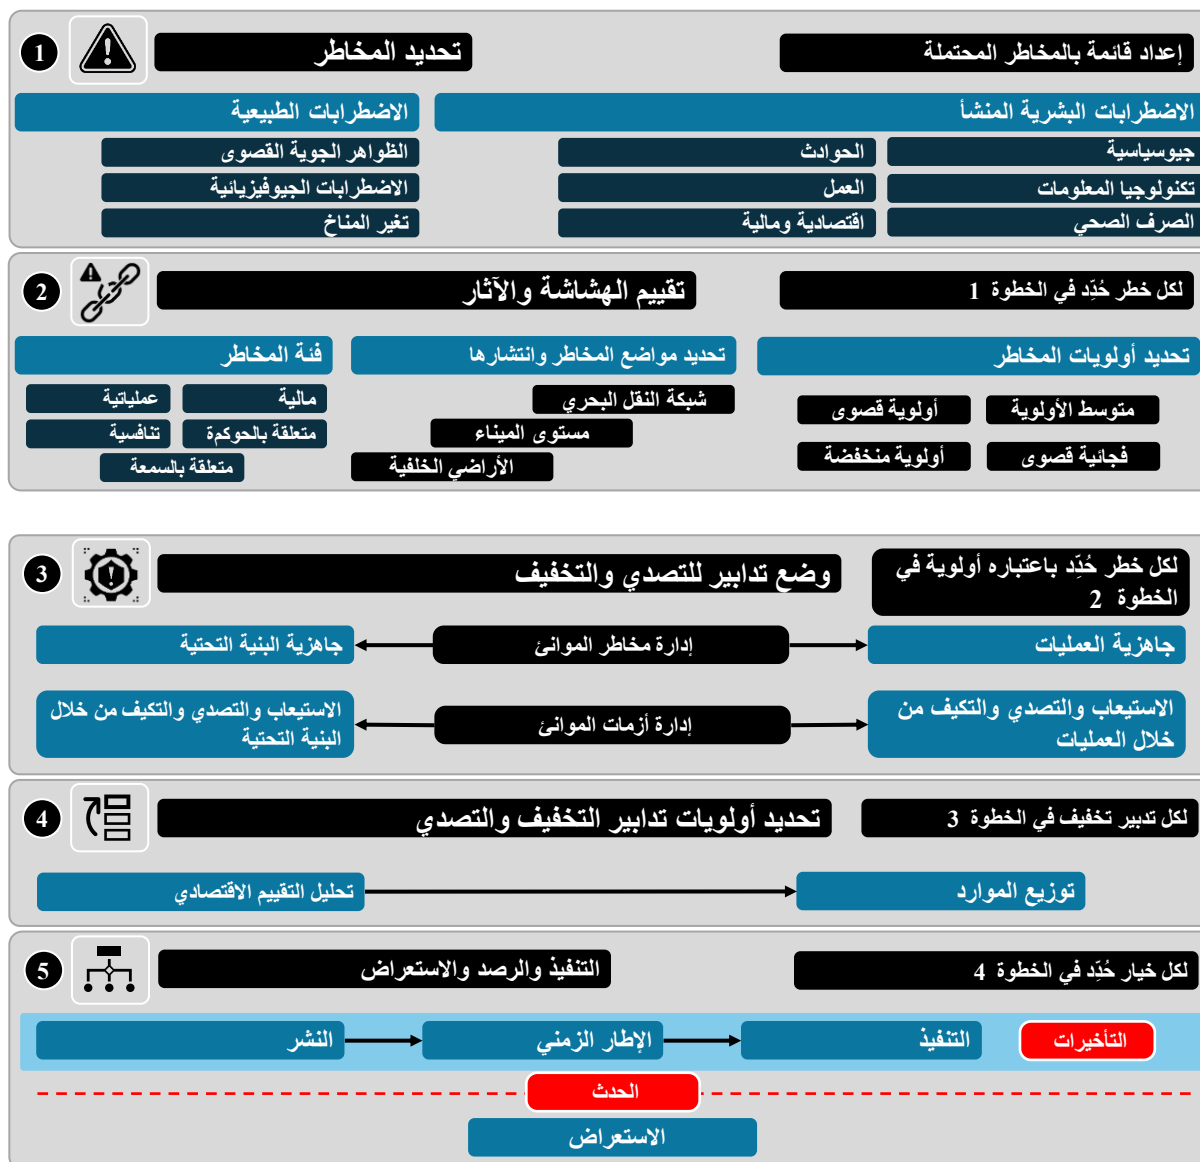 1
تحديد المخاطر
إعداد قائمة بالمخاطر المحتملة
الاضطرابات البشرية المنشأ
الاضطرابات الطبيعية
جيوسياسية
الحوادث
الظواهر الجوية القصوى
تكنولوجيا المعلومات
العمل
الاضطرابات الجيوفيزيائية
الصرف الصحي
اقتصادية ومالية
تغير المناخ
2
تقييم الهشاشة والآثار
لكل خطر حُدِّد في الخطوة 1
تحديد أولويات المخاطر
تحديد مواضع المخاطر وانتشارها
فئة المخاطر
متوسط الأولوية
أولوية قصوى
فجائية قصوى
أولوية منخفضة
شبكة النقل البحري
مستوى الميناء
الأراضي الخلفية
مالية
عملياتية
متعلقة بالحوكمة
تنافسية
متعلقة بالسمعة
3
وضع تدابير للتصدي والتخفيف
لكل خطر حُدِّد باعتباره أولوية في
الخطوة 2
جاهزية العمليات
إدارة مخاطر الموانئ
جاهزية البنية التحتية
الاستيعاب والتصدي والتكيف من
خلال العمليات
إدارة أزمات الموانئ
الاستيعاب والتصدي والتكيف من خلال
البنية التحتية
4
تحديد أولويات تدابير التخفيف والتصدي
لكل تدبير تخفيف في الخطوة 3
توزيع الموارد
تحليل التقييم الاقتصادي
5
التنفيذ والرصد والاستعراض
لكل خيار حُدِّد في الخطوة 4
التأخيرات
التنفيذ
الإطار الزمني
النشر
الحدث
الاستعراض